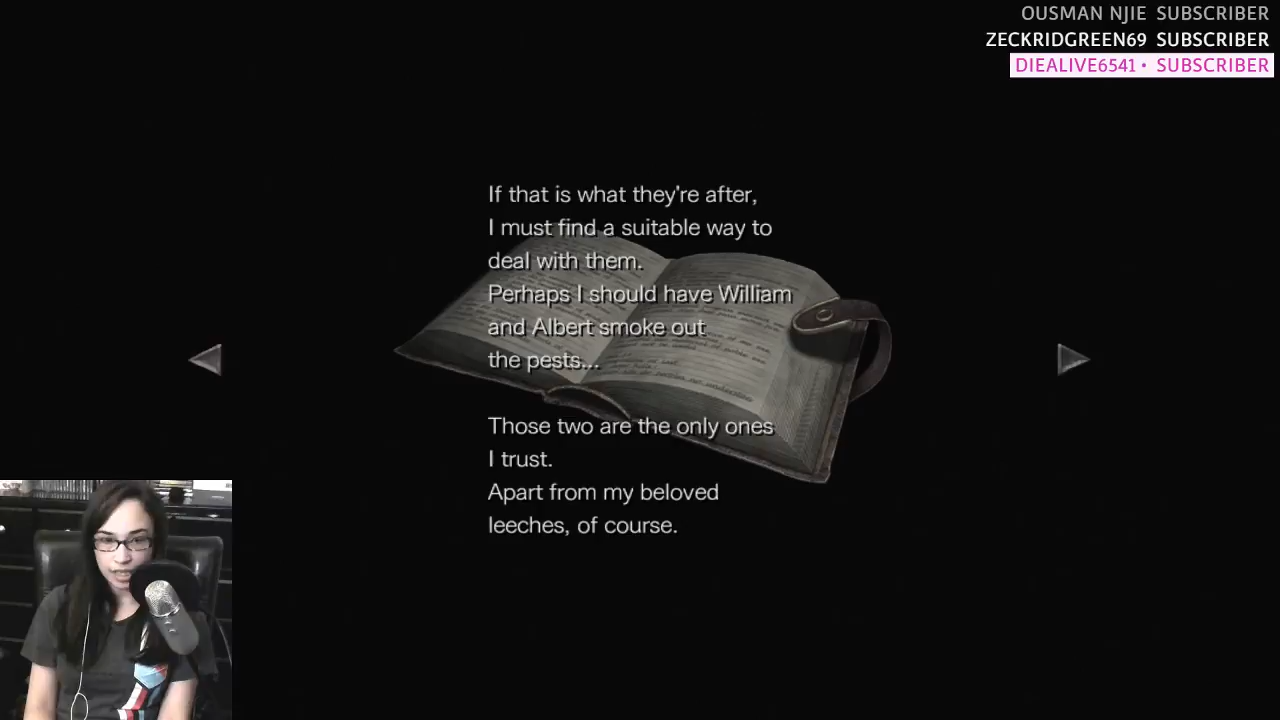 OUSMAN NJIE SUBSCRIBER
ZECKRIDGREEN69 SUBSCRIBER
DIEALIVE6541 • SUBSCRIBER
If that is what they're after,
I must find a suitable way to
deal with them.
Perhaps I should have William
and Albert smoke out
the pests...
Those two are the only ones
I trust.
Apart from my beloved
leeches, of course.